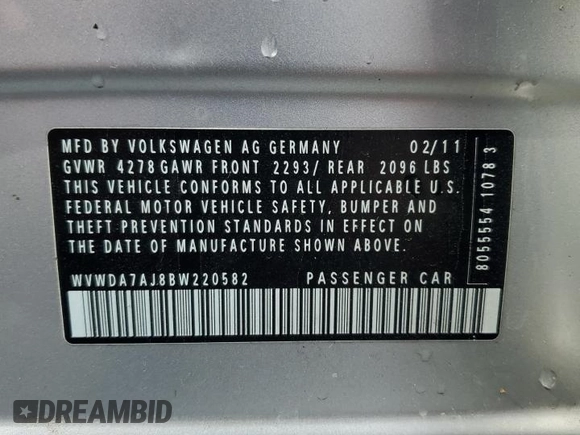 MFD BY VOLKSWAGEN AG GERMANY 02/11
GVWR 4278 GAWR FRONT 2293/ REAR 2096 LBS
THIS VEHICLE CONFORMS TO ALL APPLICABLE U.S.
FEDERAL MOTOR VEHICLE SAFETY, BUMPER AND
THEFT PREVENTION STANDARDS IN EFFECT ON
THE DATE OF MANUFACTURE SHOWN ABOVE.
WVWDA7AJ8BW220582 PASSENGER CAR
8055554 1078 3
DREAMBID